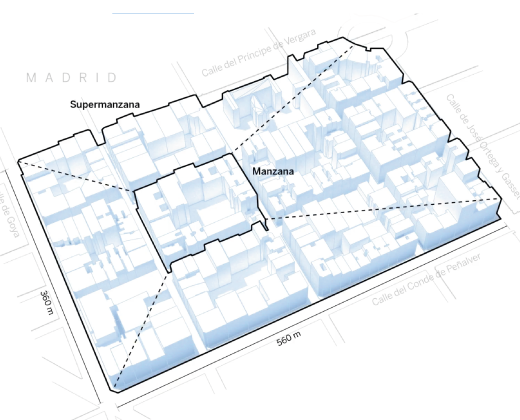 Calle del Príncipe de Vergara
MADRID
Supermanzana
Calle de José Ortega y Gasset
Manzana
de Goya
360 m
Calle del Conde de Peñalver
560 m